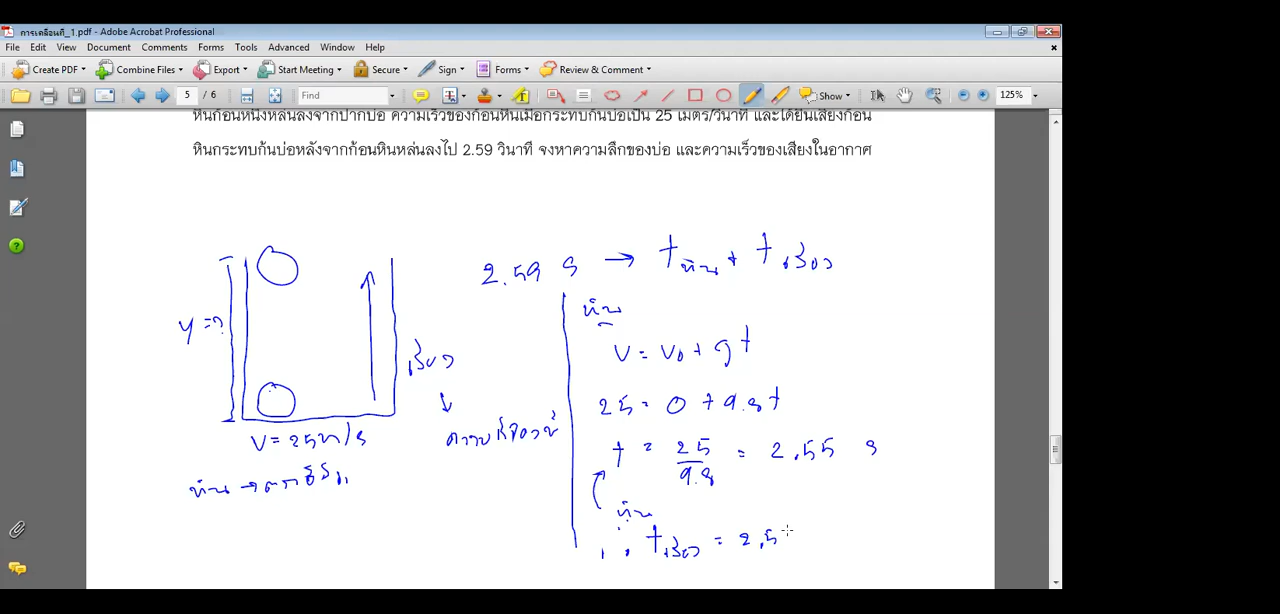 การเคลื่อนที่_1.pdf - Adobe Acrobat Professional
File Edit View Document Comments Forms Tools Advanced Window Help
Create PDF Combine Files Export Start Meeting Secure Sign Forms Review & Comment
5 / 6 Find Show 125%
หินก้อนหนึ่งหล่นลงจากปากบ่อ ความเร็วของก้อนหินเมื่อกระทบก้นบ่อเป็น 25 เมตร/วินาที และได้ยินเสียงก้อน
หินกระทบก้นบ่อหลังจากก้อนหินหล่นลงไป 2.59 วินาที จงหาความลึกของบ่อ และความเร็วของเสียงในอากาศ
2.59 s → t หิน + t เสียง
หิน
y = ?
v = v₀ + gt
เสียง
25 = 0 + 9.8t
↓
ความเร็วคงที่
v = 25 m/s
t = 25/9.8 = 2.55 s
หิน →
หิน
∴ t เสียง = 2.5